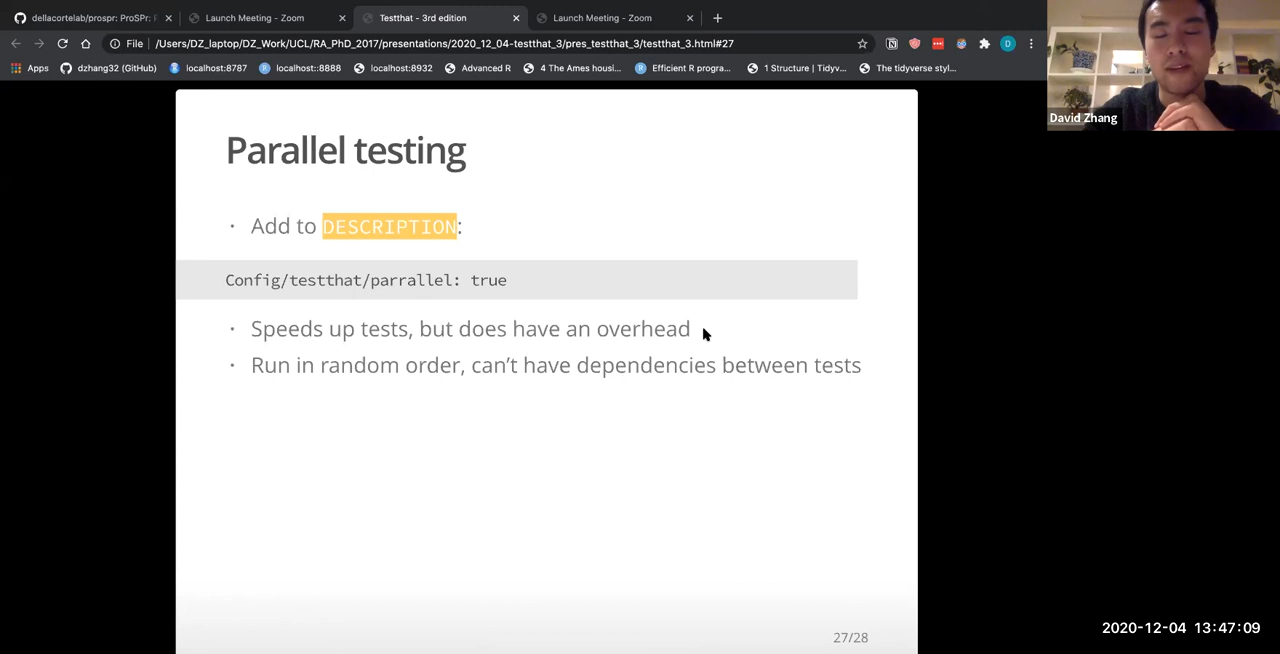 dellacortelab/prospr: ProSPr: F
Launch Meeting - Zoom
Testthat - 3rd edition
Launch Meeting - Zoom
File
/Users/DZ_laptop/DZ_Work/UCL/RA_PhD_2017/presentations/2020_12_04-testthat_3/pres_testthat_3/testthat_3.html#27
D
Apps
dzhang32 (GitHub)
localhost:8787
localhost::8888
localhost:8932
Advanced R
4 The Ames housi...
Efficient R progra...
1 Structure | Tidyv...
The tidyverse styl...
David Zhang
Parallel testing
• Add to DESCRIPTION:
Config/testthat/parrallel: true
• Speeds up tests, but does have an overhead
• Run in random order, can't have dependencies between tests
27/28
2020-12-04 13:47:09